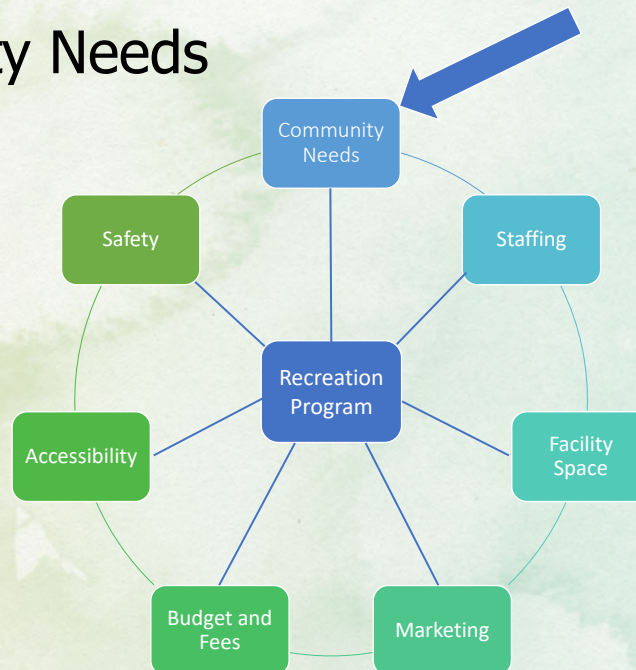 Needs
Community
Needs
Safety
Staffing
Recreation
Program
Accessibility
Facility
Space
Budget and
Fees
Marketing